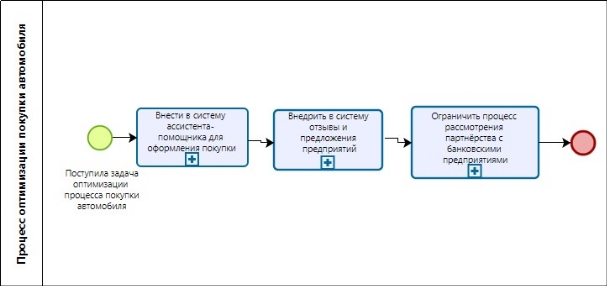 Процесс оптимизации покупки автомобиля
Поступила задача
оптимизации
процесса покупки
автомобиля
Внести в систему
ассистента-
помощника для
оформления покупки
Внедрить в систему
отзывы и
предложения
предприятий
Ограничить процесс
рассмотрения
партнёрства с
банковскими
предприятиями